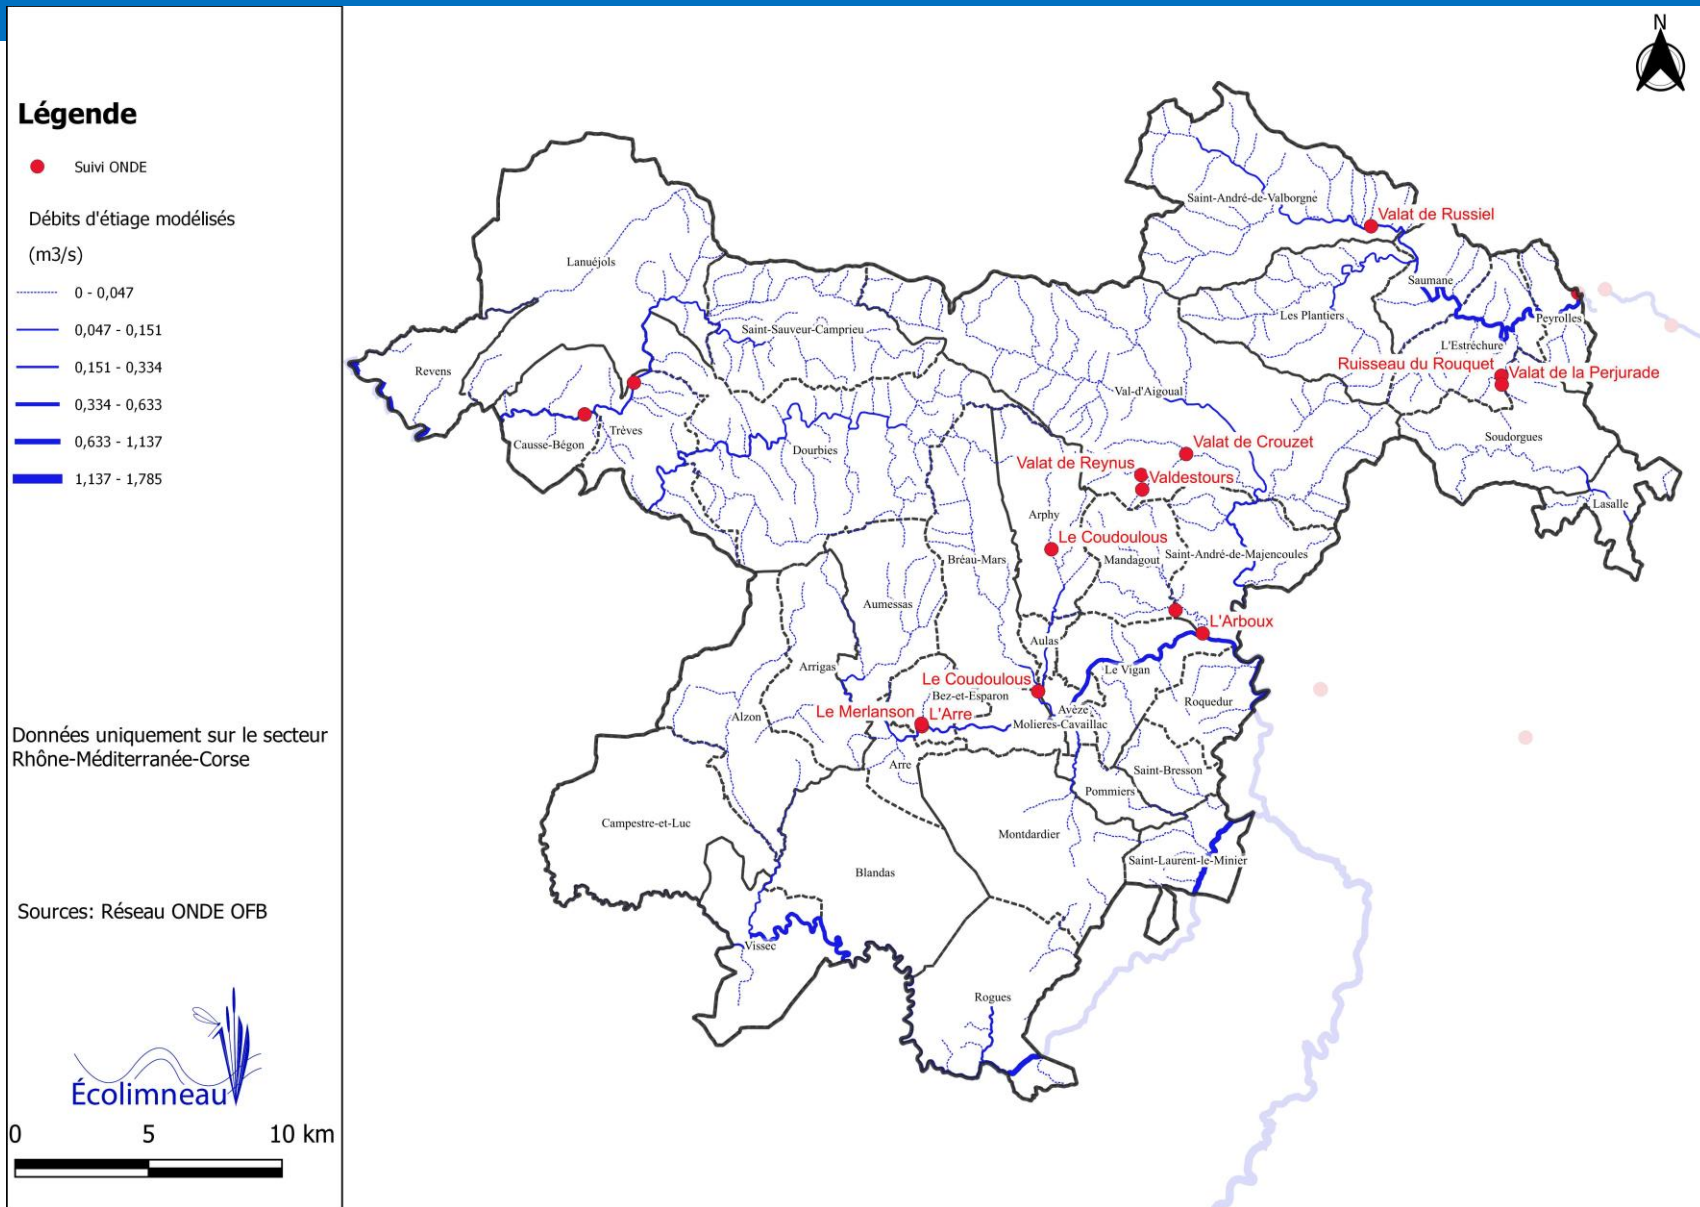 Légende
Suivi ONDE
Débits d'étiage modélisés
(m3/s)
0 - 0,047
0,047 - 0,151
0,151 - 0,334
0,334 - 0,633
0,633 - 1,137
1,137 - 1,785
Données uniquement sur le secteur
Rhône-Méditerranée-Corse
Sources: Réseau ONDE OFB
Écolimneau
0 5 10 km
N
Saint-André-de-Valborgne
Valat de Russiel
Lanuéjols
Saumane
Les Plantiers
Peyrolles
Saint-Sauveur-Camprieu
L'Estréchure
Revens
Ruisseau du Rouquet
Valat de la Perjurade
Val-d'Aigoual
Trèves
Causse-Bégon
Soudorgues
Valat de Crouzet
Dourbies
Valat de Reynus
Valdestours
Lasalle
Arphy
Le Coudoulous
Saint-André-de-Majencoules
Bréau-Mars
Mandagout
Aumessas
L'Arboux
Aulas
Arrigas
Le Vigan
Le Coudoulous
Bez-et-Esparon
Roquedur
Avèze
Le Merlanson
L'Arre
Alzon
Molières-Cavaillac
Arre
Saint-Bresson
Pommiers
Campestre-et-Luc
Montdardier
Saint-Laurent-le-Minier
Blandas
Vissec
Rogues